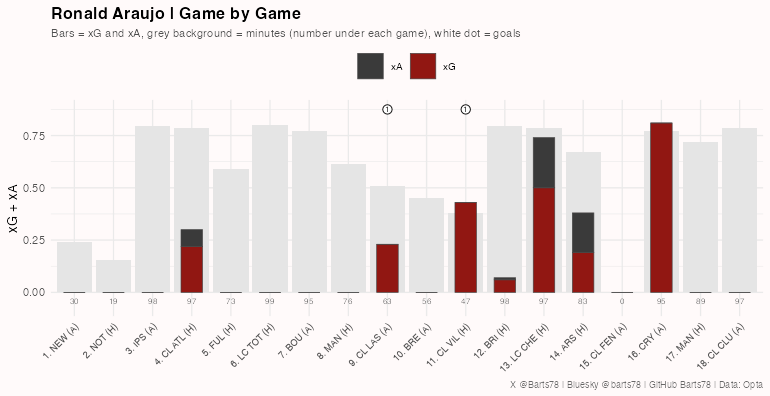 Ronald Araujo | Game by Game
Bars = xG and xA, grey background = minutes (number under each game), white dot = goals
xA xG
1 1
xG + xA
0.75
0.50
0.25
0.00
30 19 98 97 73 99 95 76 63 56 47 98 97 83 0 95 89 97
1. NEW (A)
2. NOT (H)
3. IPS (A)
4. CL ATL (H)
5. FUL (H)
6. LC TOT (H)
7. BOU (A)
8. MAN (H)
9. CL LAS (A)
10. BRE (A)
11. CL VIL (H)
12. BRI (H)
13. LC CHE (H)
14. ARS (H)
15. CL FEN (A)
16. CRY (A)
17. MAN (H)
18. CL CLU (A)
X @Barts78 | Bluesky @barts78 | GitHub Barts78 | Data: Opta